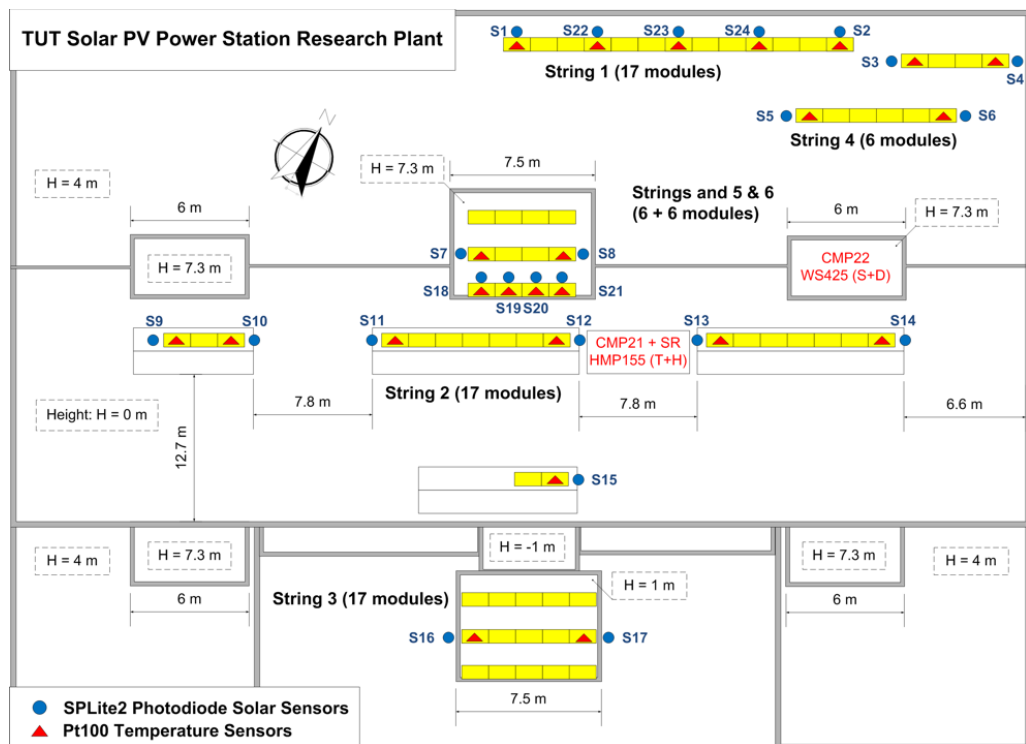 TUT Solar PV Power Station Research Plant
S1
S22
S23
S24
S2
String 1 (17 modules)
S3
S4
S5
S6
String 4 (6 modules)
N
H = 4 m
6 m
H = 7.3 m
H = 7.3 m
7.5 m
Strings and 5 & 6
(6 + 6 modules)
6 m
H = 7.3 m
CMP22
WS425 (S+D)
S7
S8
S18
S19
S20
S21
S9
S10
S11
S12
S13
S14
CMP21 + SR
HMP155 (T+H)
String 2 (17 modules)
7.8 m
7.8 m
6.6 m
Height: H = 0 m
12.7 m
S15
H = 4 m
H = 7.3 m
6 m
H = -1 m
H = 1 m
String 3 (17 modules)
S16
S17
7.5 m
H = 7.3 m
6 m
H = 4 m
SPLite2 Photodiode Solar Sensors
Pt100 Temperature Sensors